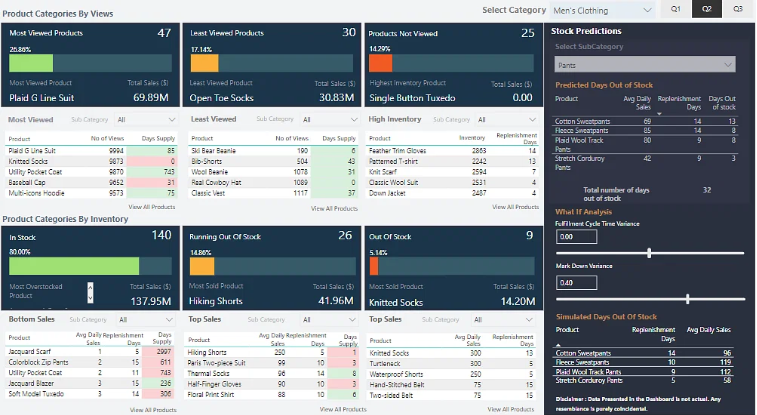 Product Categories By Views
Select Category Men's Clothing Q1 Q2 Q3
Most Viewed Products 47
26.86%
Most Viewed Product Total Sales ($)
Plaid G Line Suit 69.89M
Least Viewed Products 30
17.14%
Least Viewed Product Total Sales ($)
Open Toe Socks 30.83M
Products Not Viewed 25
14.29%
Highest Inventory Product Total Sales ($)
Single Button Tuxedo 0.00
Most Viewed Sub Category All
Product No of Views Days Supply
Plaid G Line Suit 9994 85
Knitted Socks 9873 0
Utility Pocket Coat 9870 743
Baseball Cap 9652 31
Multi-Icons Hoodie 9573 75
View All Products
Least Viewed Sub Category All
Product No of Views Days Supply
Ski Bear Beanie 190 6
Bib-Shorts 504 43
Wool Beanie 1078 31
Real Cowboy Hat 1089 0
Classic Vest 1117 37
View All Products
High Inventory Sub Category All
Product Inventory Replenishment Days
Feather Trim Gloves 2863 14
Patterned T-shirt 2242 13
Knit Scarf 2594 7
Classic Wool Suit 2531 4
Down Jacket 2487 4
View All Products
Product Categories By Inventory
In Stock 140
80.00%
Most Overstocked Product Total Sales ($)
137.95M
Running Out Of Stock 26
14.86%
Most Sold Product Total Sales ($)
Hiking Shorts 41.96M
Out Of Stock 9
5.14%
Most Sold Product Total Sales ($)
Knitted Socks 14.20M
Bottom Sales Sub Category All
Product Avg Daily Sales Replenishment Days Days Supply
Jacquard Scarf 1 5 2997
Colorblock Zip Pants 2 15 611
Utility Pocket Coat 2 11 743
Jacquard Blazer 3 15 236
Soft Model Tuxedo 3 14 306
View All Products
Top Sales Sub Category All
Product Avg Daily Sales Replenishment Days Days Supply
Hiking Shorts 250 5 1
Paris Two-piece Suit 99 10 3
Thermal Socks 96 14 8
Half-Finger Gloves 90 10 3
Floral Print Shirt 88 10 6
View All Products
Top Sales Sub Category All
Product Avg Daily Sales Replenishment Days
Knitted Socks 300 13
Turtleneck 300 5
Waterproof Shorts 250 5
Hand-Stitched Belt 75 15
Two-sided Belt 75 15
View All Products
Stock Predictions
Select SubCategory
Pants
Predicted Days Out of Stock
Product Avg Daily Sales Replenishment Days Days Out of stock
Cotton Sweatpants 69 14 13
Fleece Sweatpants 85 14 8
Plaid Wool Track Pants 80 9 8
Stretch Corduroy Pants 42 9 3
Total number of days out of stock 32
What If Analysis
Fulfillment Cycle Time Variance
0.00
Mark Down Variance
0.40
Simulated Days Out Of Stock
Product Replenishment Days Avg Daily Sales
Cotton Sweatpants 14 96
Fleece Sweatpants 10 119
Plaid Wool Track Pants 9 112
Stretch Corduroy Pants 5 58
Disclaimer : Data Presented in the Dashboard is not actual. Any
resemblance is purely coincidental.